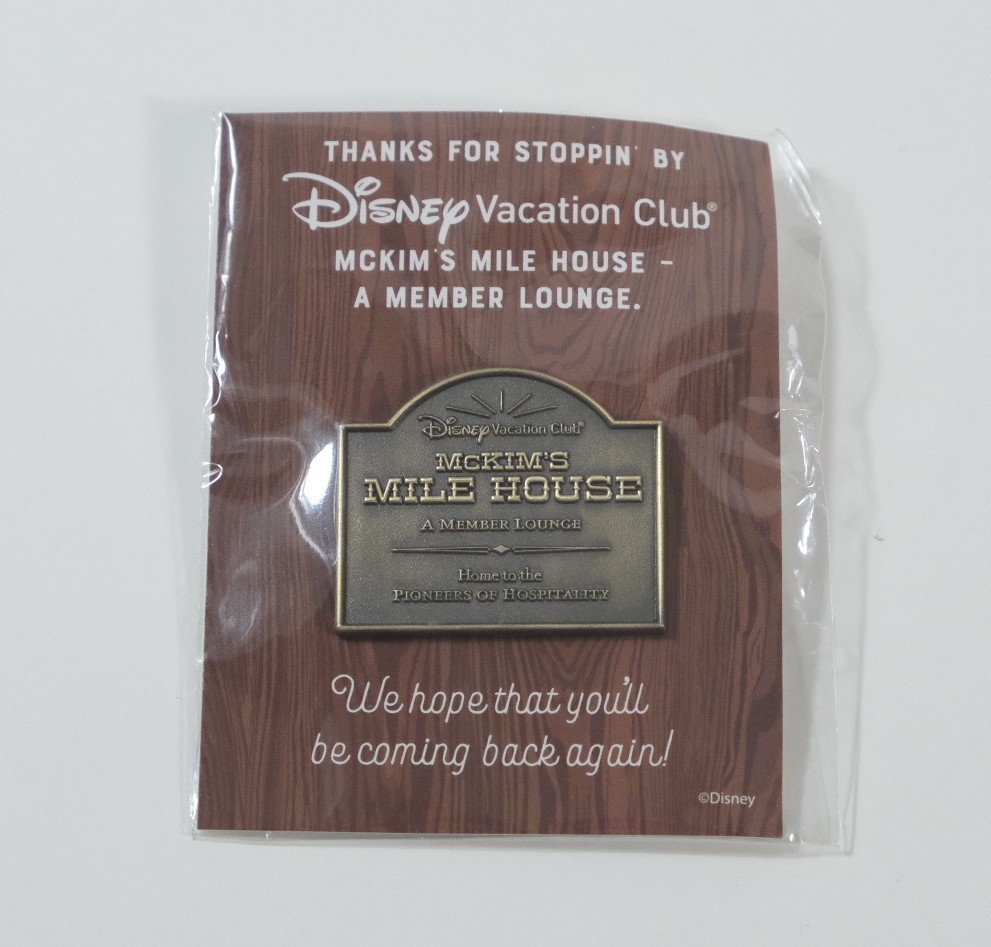 THANKS FOR STOPPIN' BY
Disney Vacation Club®
MCKIM'S MILE HOUSE –
A MEMBER LOUNGE.
Disney Vacation Club®
McKIM'S
MILE HOUSE
A MEMBER LOUNGE
Home to the
PIONEERS OF HOSPITALITY
We hope that you'll
be coming back again!
©Disney